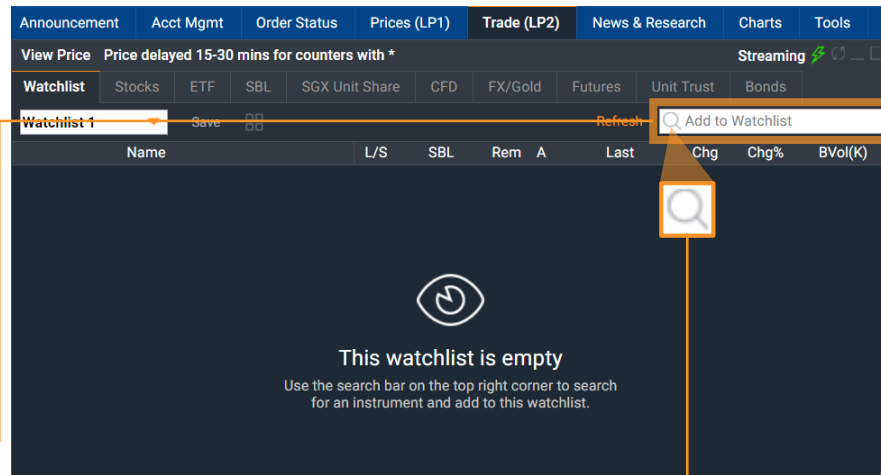 Announcement Acct Mgmt Order Status Prices (LP1) Trade (LP2) News & Research Charts Tools
View Price Price delayed 15-30 mins for counters with * Streaming
Watchlist Stocks ETF SBL SGX Unit Share CFD FX/Gold Futures Unit Trust Bonds
Watchlist 1 Save Refresh Add to Watchlist
Name L/S SBL Rem A Last Chg Chg% BVol(K)
This watchlist is empty
Use the search bar on the top right corner to search
for an instrument and add to this watchlist.